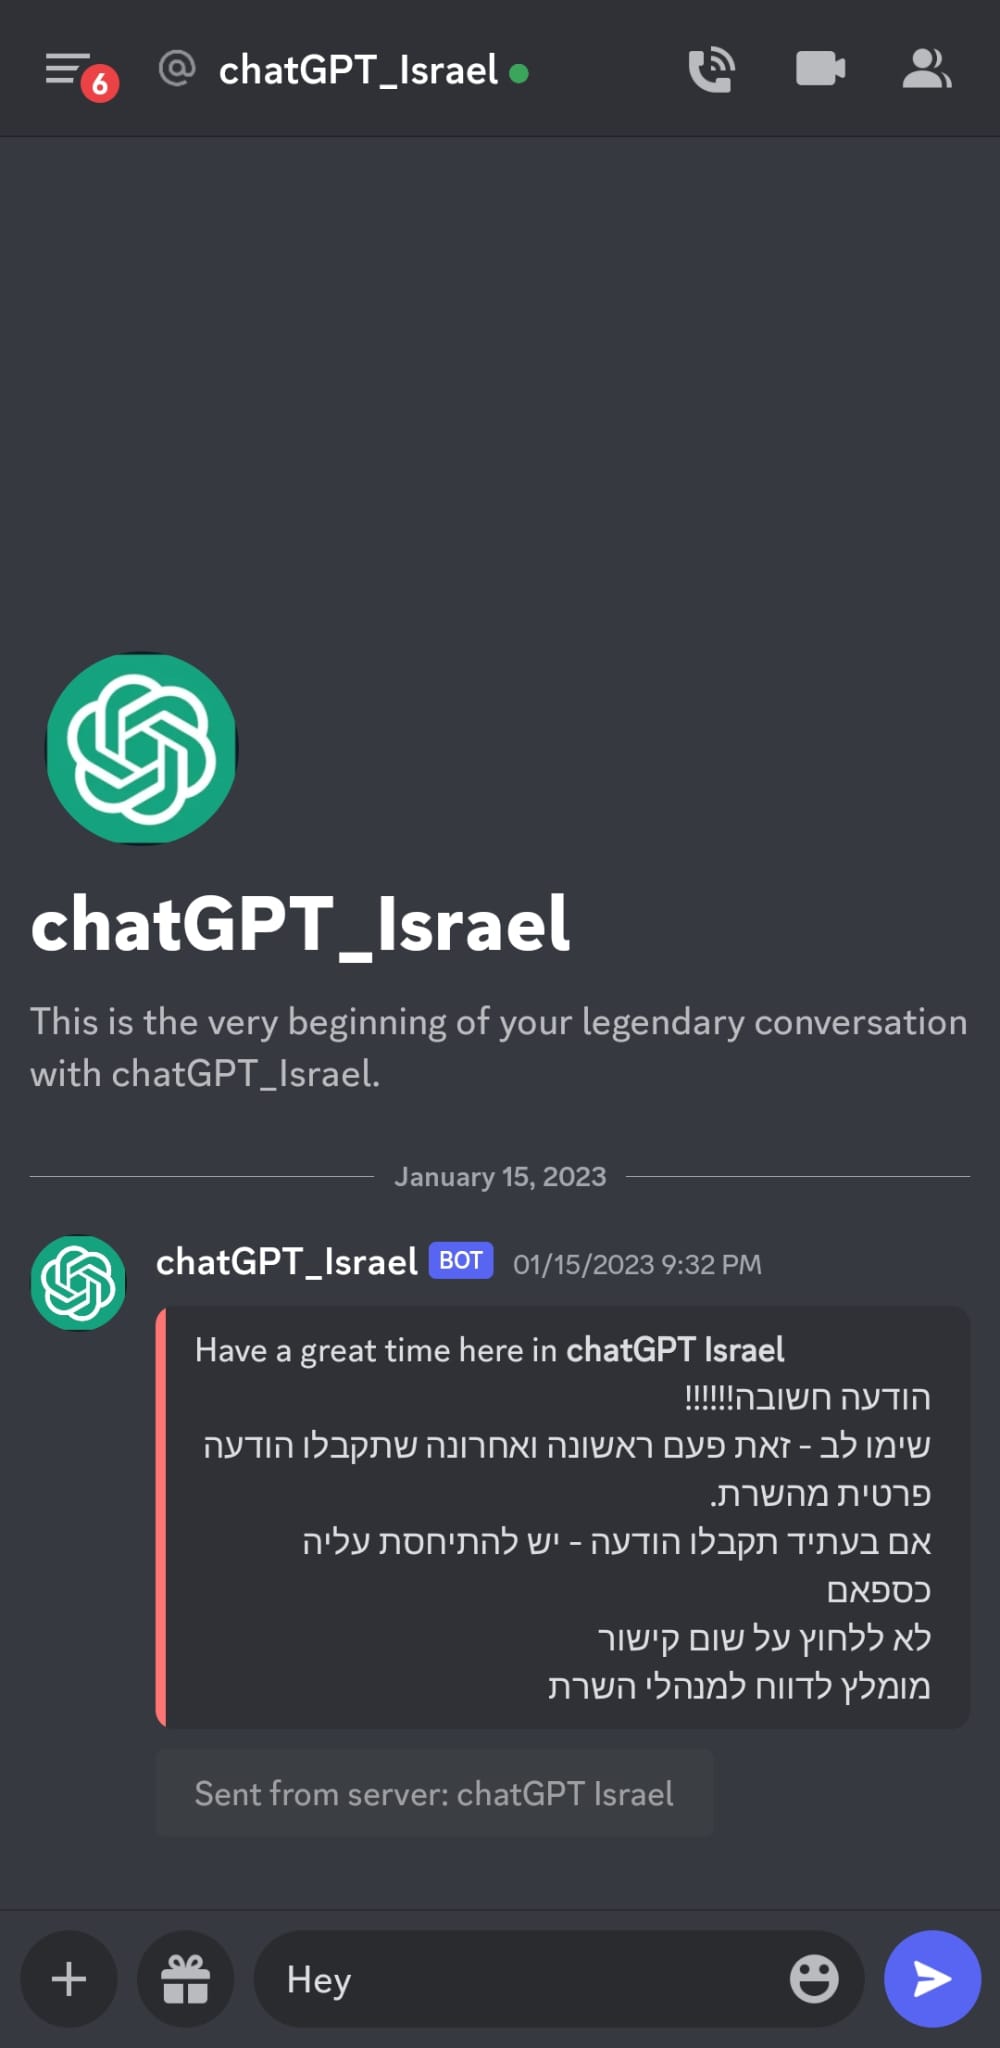 6
@ chatGPT_Israel
chatGPT_Israel
This is the very beginning of your legendary conversation
with chatGPT_Israel.
January 15, 2023
chatGPT_Israel BOT 01/15/2023 9:32 PM
Have a great time here in chatGPT Israel
הודעה חשובה!!!!!!
שימו לב - זאת פעם ראשונה ואחרונה שתקבלו הודעה
פרטית מהשרת.
אם בעתיד תקבלו הודעה - יש להתיחסת עליה
כספאם
לא ללחוץ על שום קישור
מומלץ לדווח למנהלי השרת
Sent from server: chatGPT Israel
Hey